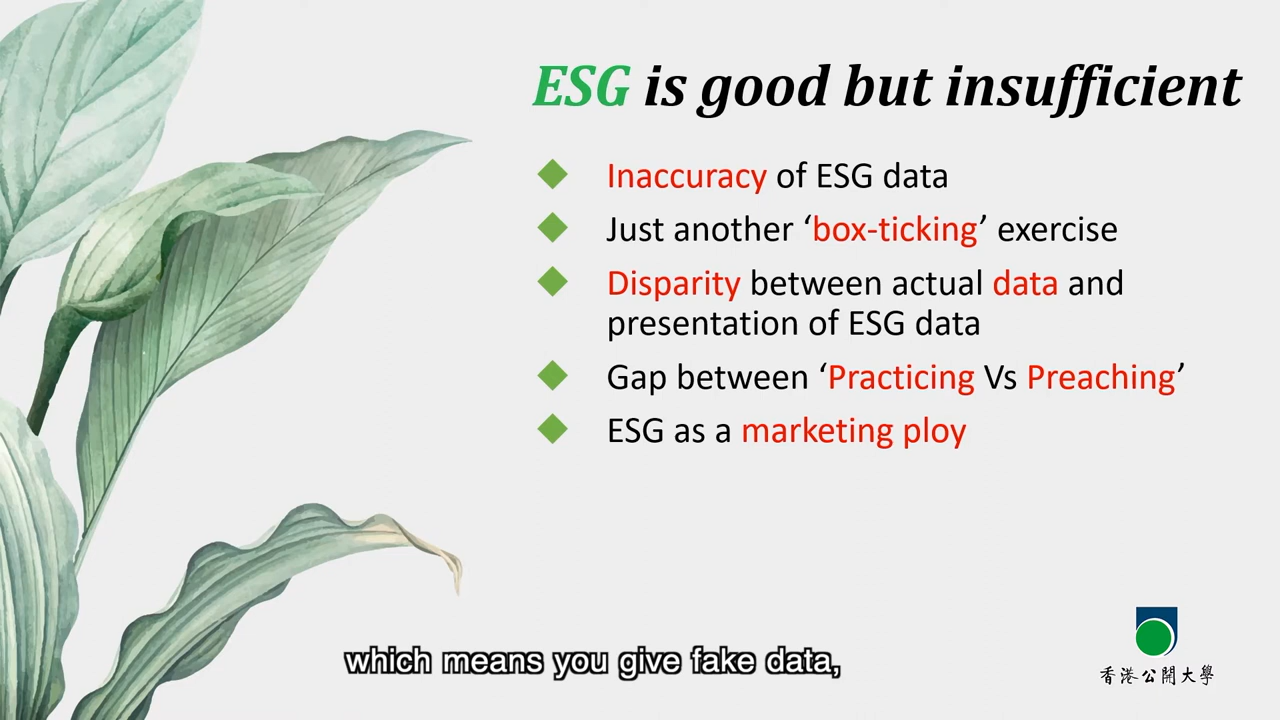 ESG is good but insufficient
Inaccuracy of ESG data
Just another ‘box-ticking’ exercise
Disparity between actual data and
presentation of ESG data
Gap between ‘Practicing Vs Preaching’
ESG as a marketing ploy
which means you give fake data,
香港公開大學